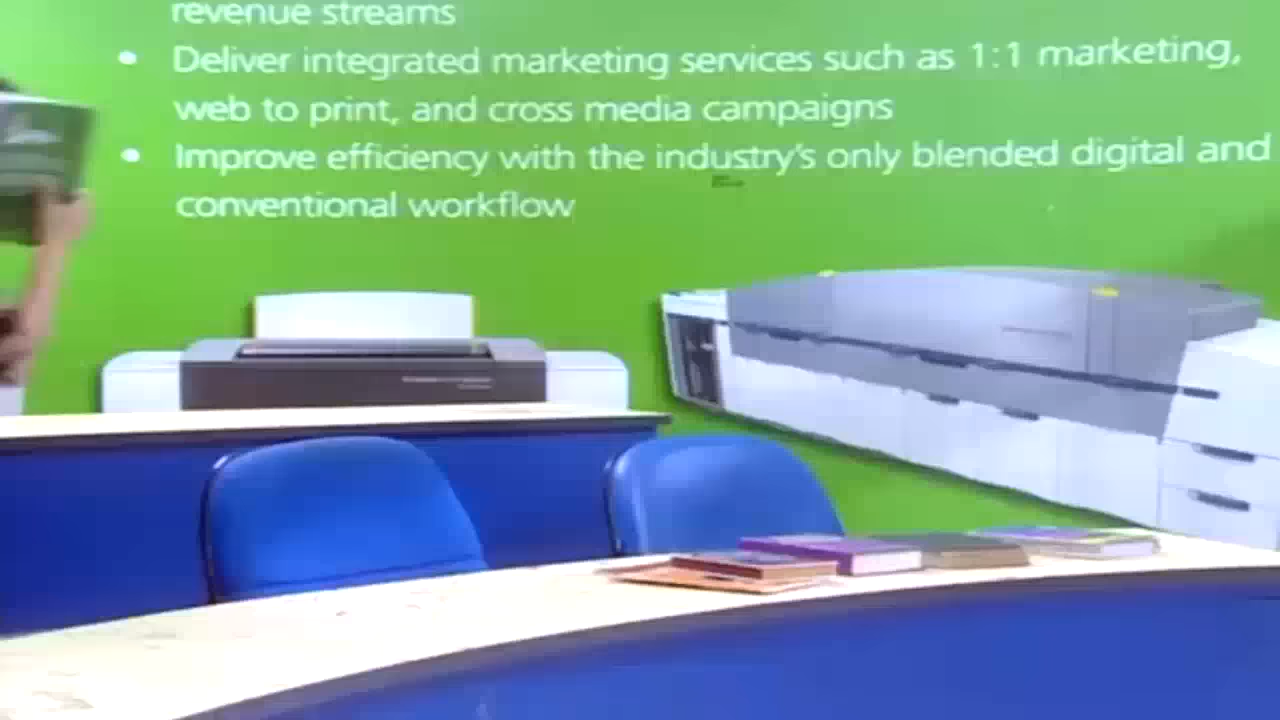 revenue streams
• Deliver integrated marketing services such as 1:1 marketing,
web to print, and cross media campaigns
• Improve efficiency with the industry's only blended digital and
conventional workflow